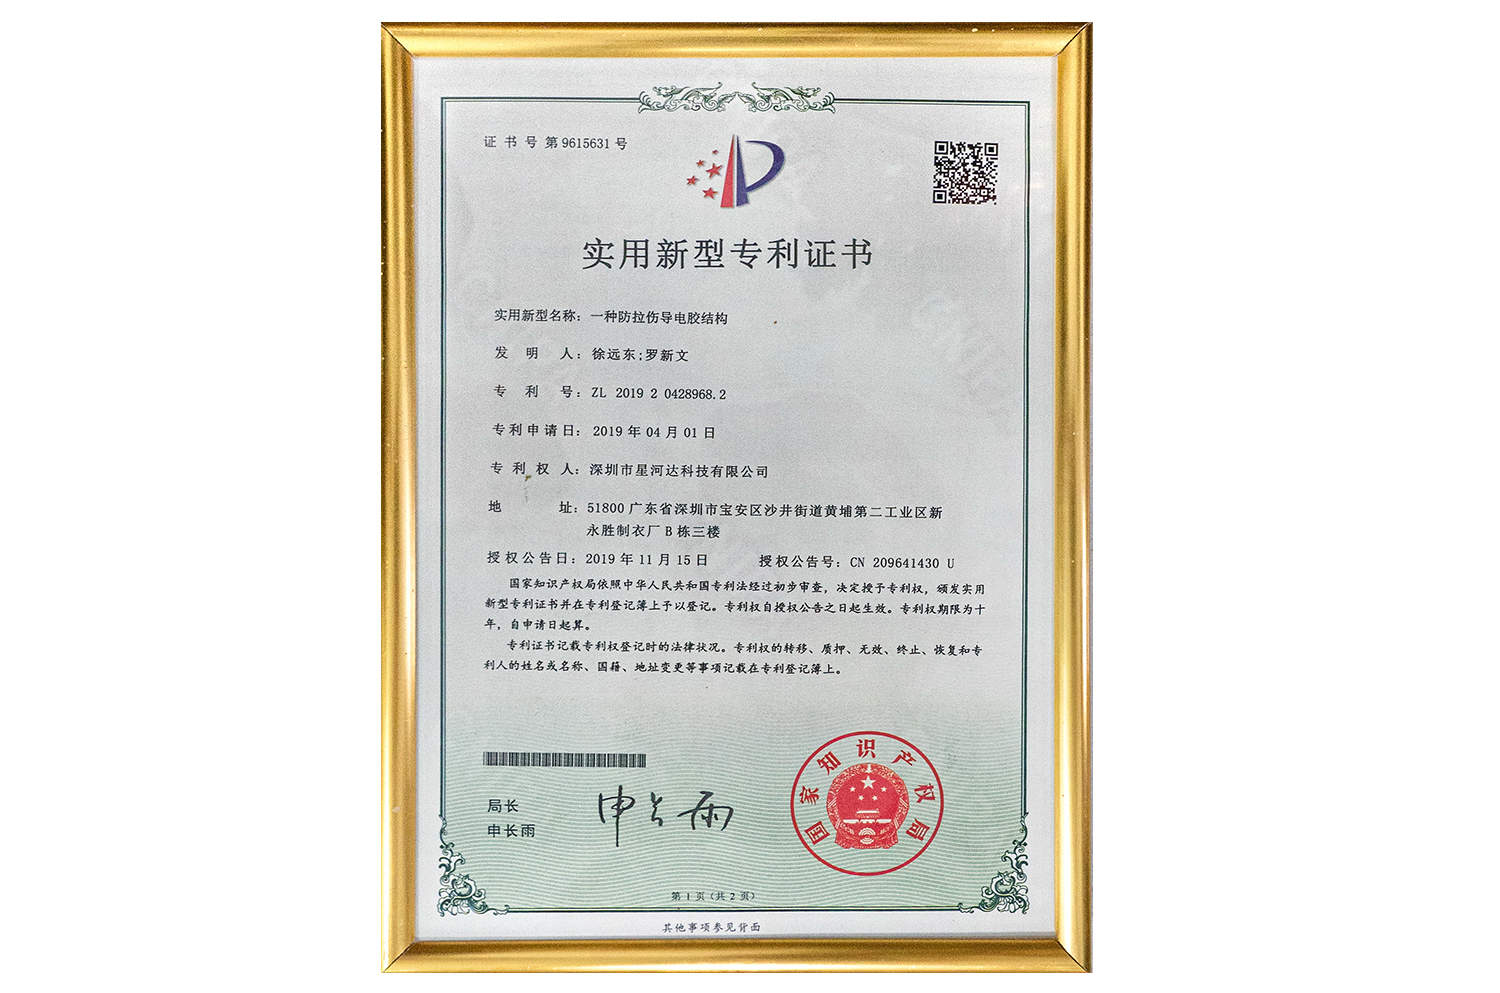 证书号第9615631号
实用新型专利证书
实用新型名称：一种防拉伤导电胶结构
发明人：徐远东;罗新文
专利号：ZL 2019 2 0428968.2
专利申请日：2019年04月01日
专利权人：深圳市星河达科技有限公司
地址：51800 广东省深圳市宝安区沙井街道黄埔第二工业区新
永胜制衣厂B栋三楼
授权公告日：2019年11月15日 授权公告号：CN 209641430 U
国家知识产权局依照中华人民共和国专利法经过初步审查，决定授予专利权，颁发实用
新型专利证书并在专利登记簿上予以登记。专利权自授权公告之日起生效。专利权期限为十
年，自申请日起算。
专利证书记载专利权登记时的法律状况。专利权的转移、质押、无效、终止、恢复和专
利人的姓名或名称、国籍、地址变更等事项记载在专利登记簿上。
国家知识产权局
局长
申长雨
申长雨
第1页（共2页）
其他事项参见背面